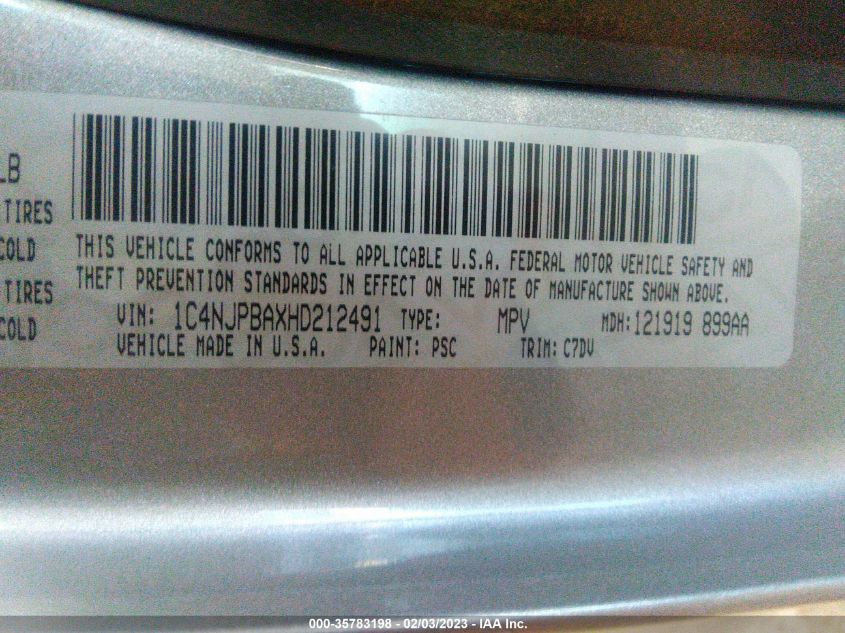 LB
TIRES
COLD
TIRES
COLD
THIS VEHICLE CONFORMS TO ALL APPLICABLE U.S.A. FEDERAL MOTOR VEHICLE SAFETY AND
THEFT PREVENTION STANDARDS IN EFFECT ON THE DATE OF MANUFACTURE SHOWN ABOVE.
VIN: 1C4NJPBAXHD212491 TYPE: MPV MDH:121919 899AA
VEHICLE MADE IN U.S.A. PAINT: PSC TRIM: C7DV
000-35783198 - 02/03/2023 - IAA Inc.